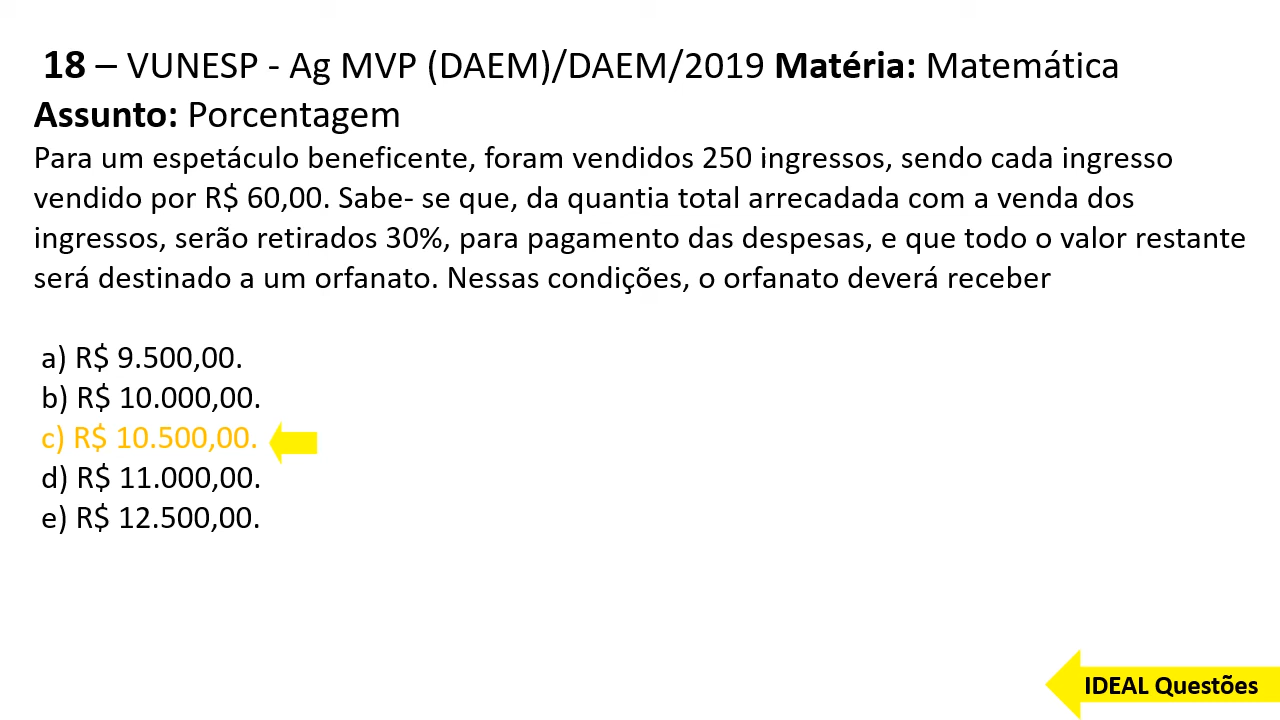 18 – VUNESP - Ag MVP (DAEM)/DAEM/2019 Matéria: Matemática
Assunto: Porcentagem
Para um espetáculo beneficente, foram vendidos 250 ingressos, sendo cada ingresso
vendido por R$ 60,00. Sabe- se que, da quantia total arrecadada com a venda dos
ingressos, serão retirados 30%, para pagamento das despesas, e que todo o valor restante
será destinado a um orfanato. Nessas condições, o orfanato deverá receber
a) R$ 9.500,00.
b) R$ 10.000,00.
c) R$ 10.500,00.
d) R$ 11.000,00.
e) R$ 12.500,00.
IDEAL Questões